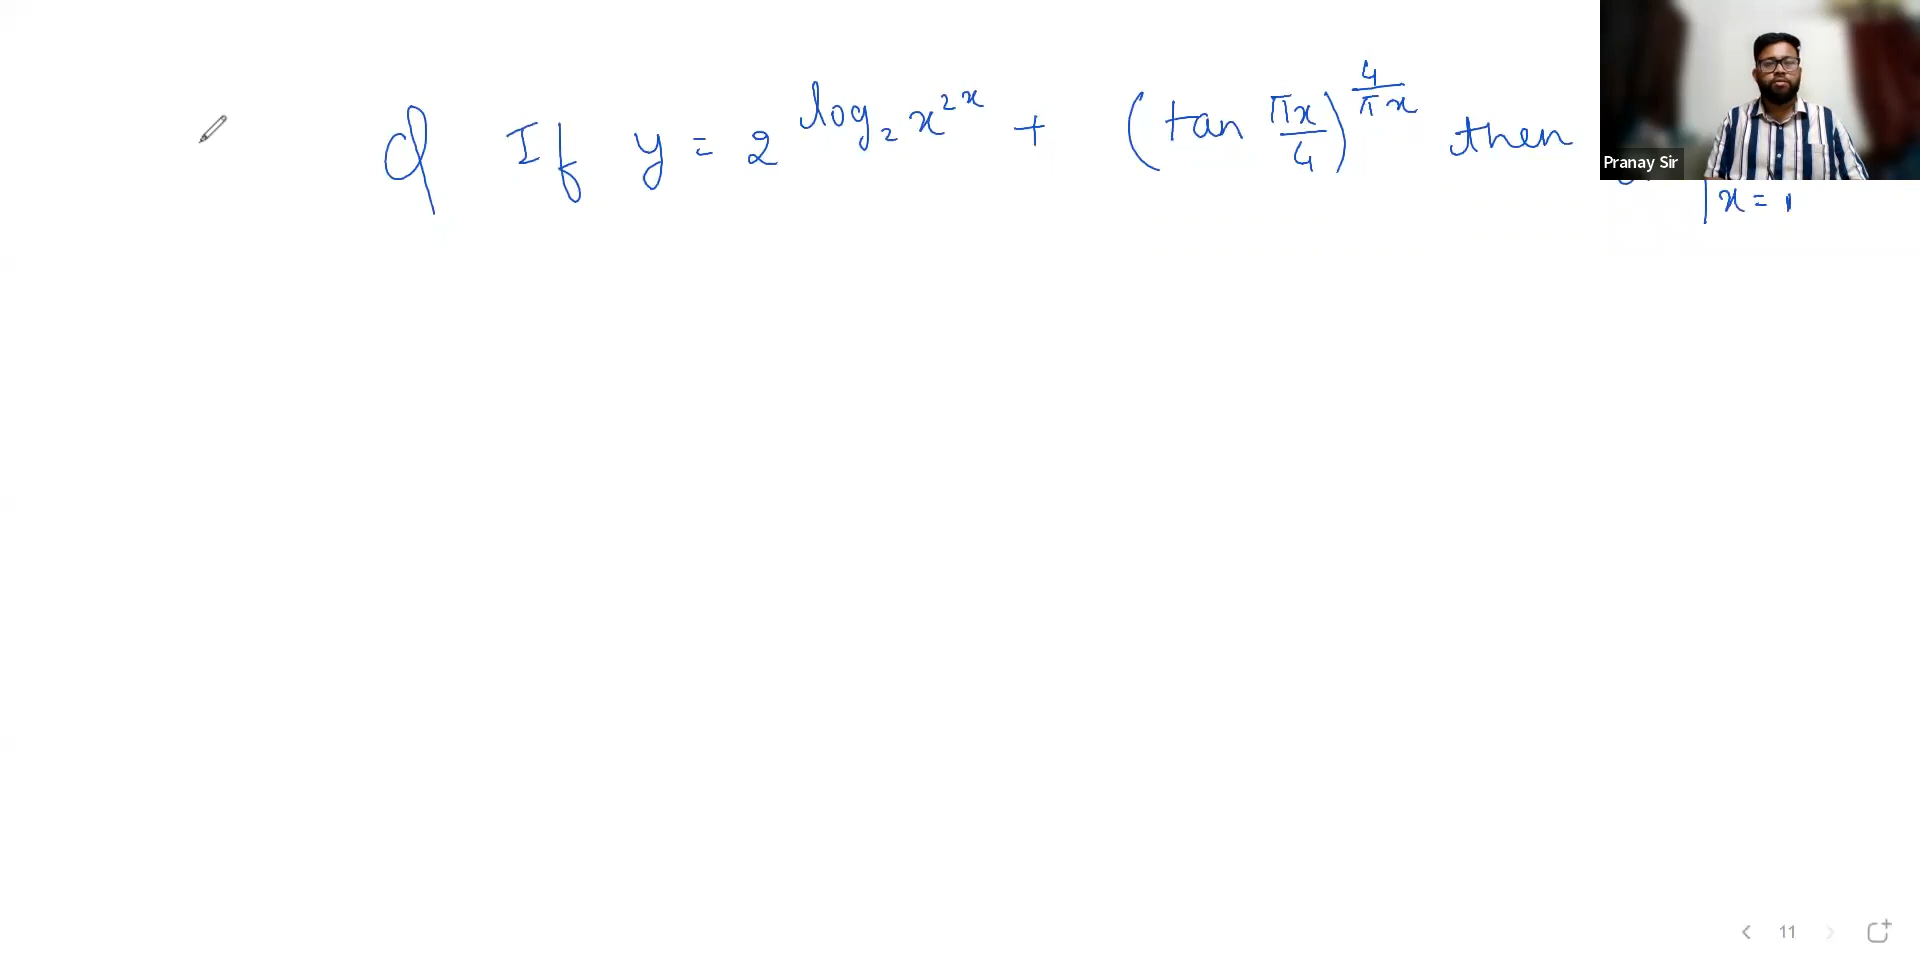 Q If y = 2^{log_2 x^{2x}} + (tan πx/4)^{4/πx} then
Pranay Sir
| x = 1
11